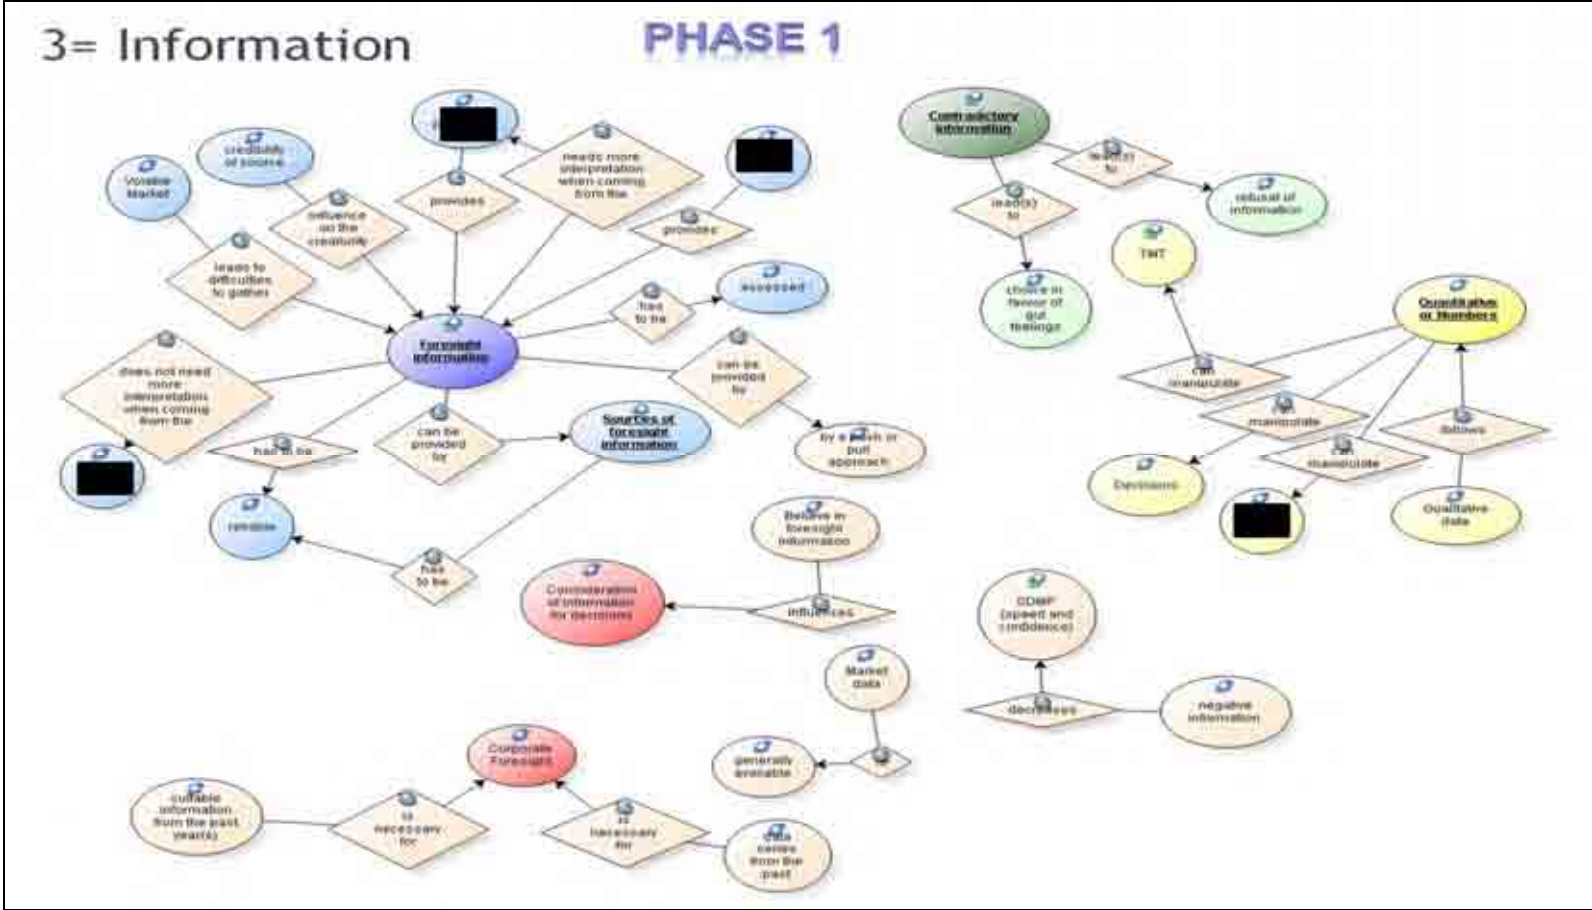 3= Information
PHASE 1
Contradictory
information
lead(s)
to
refusal of
information
lead(s)
to
choice in
favour of
gut
feelings
needs more
interpretation
when coming
from the
provides
provides
credibility
of source
Volatile
Market
influence
on the
credibility
leads to
difficulties
to gather
Foresight
information
has
to be
assessed
can be
provided
by
by a push or
pull
approach
does not need
more
interpretation
when coming
from the
had to be
can be
provided
by
Sources of
foresight
information
reliable
has
to be
TMT
Quantitative
or Numbers
can
manipulate
can
manipulate
can
manipulate
follows
Decisions
Qualitative
data
Believe in
foresight
information
influences
Consideration
of information
for decisions
(speed and
confidence)
decreases
negative
information
Market
data
generally
available
Corporate
Foresight
suitable
information
from the past
year(s)
is
necessary
for
is
necessary
for
data
series
from the
past